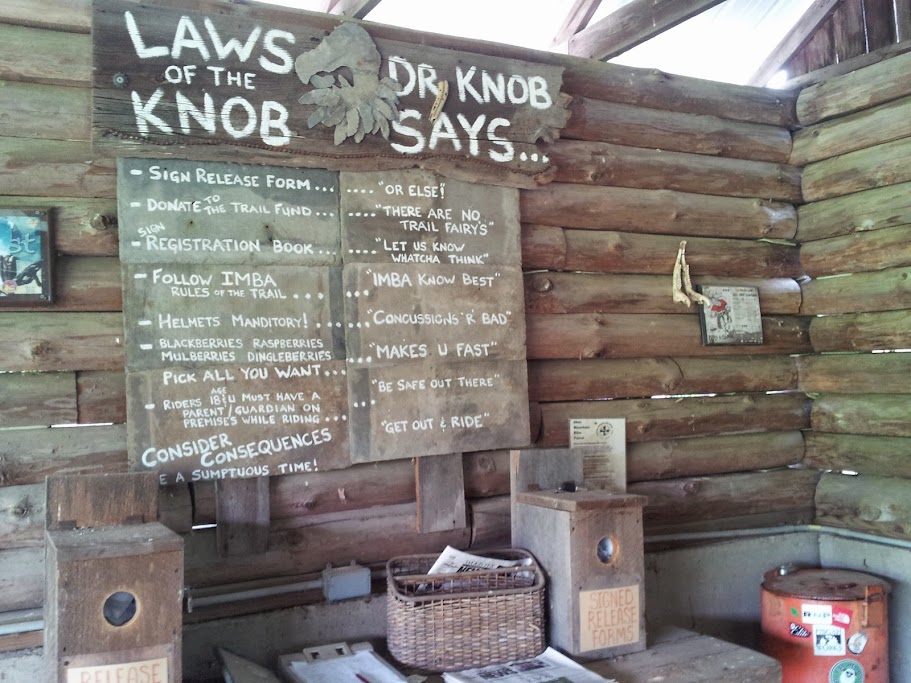 LAWS
OF THE
KNOB
DR KNOB
SAYS...
- SIGN RELEASE FORM.... "OR ELSE!"
- DONATE TO THE TRAIL FUND.... "THERE ARE NO
TRAIL FAIRY'S"
- SIGN REGISTRATION BOOK.... "LET US KNOW
WHATCHA THINK"
- FOLLOW IMBA
RULES OF THE TRAIL.... "IMBA KNOW BEST"
- HELMETS MANDITORY!.... "CONCUSSIONS 'R BAD"
- BLACKBERRIES RASPBERRIES
MULBERRIES DINGLEBERRIES
PICK ALL YOU WANT.... "MAKES U FAST"
- RIDERS AGE 18 &U MUST HAVE A
PARENT/GUARDIAN ON
PREMISES WHILE RIDING... "BE SAFE OUT THERE"
CONSIDER
CONSEQUENCES
E A SUMPTUOUS TIME!
"GET OUT & RIDE"
RELEASE
SIGNED
RELEASE
FORMS